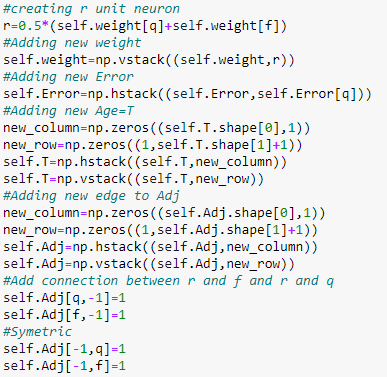 #creating r unit neuron
r=0.5*(self.weight[q]+self.weight[f])
#Adding new weight
self.weight=np.vstack((self.weight,r))
#Adding new Error
self.Error=np.hstack((self.Error,self.Error[q]))
#Adding new Age=T
new_column=np.zeros((self.T.shape[0],1))
new_row=np.zeros((1,self.T.shape[1]+1))
self.T=np.hstack((self.T,new_column))
self.T=np.vstack((self.T,new_row))
#Adding new edge to Adj
new_column=np.zeros((self.Adj.shape[0],1))
new_row=np.zeros((1,self.Adj.shape[1]+1))
self.Adj=np.hstack((self.Adj,new_column))
self.Adj=np.vstack((self.Adj,new_row))
#Add connection between r and f and r and q
self.Adj[q,-1]=1
self.Adj[f,-1]=1
#Symetric
self.Adj[-1,q]=1
self.Adj[-1,f]=1